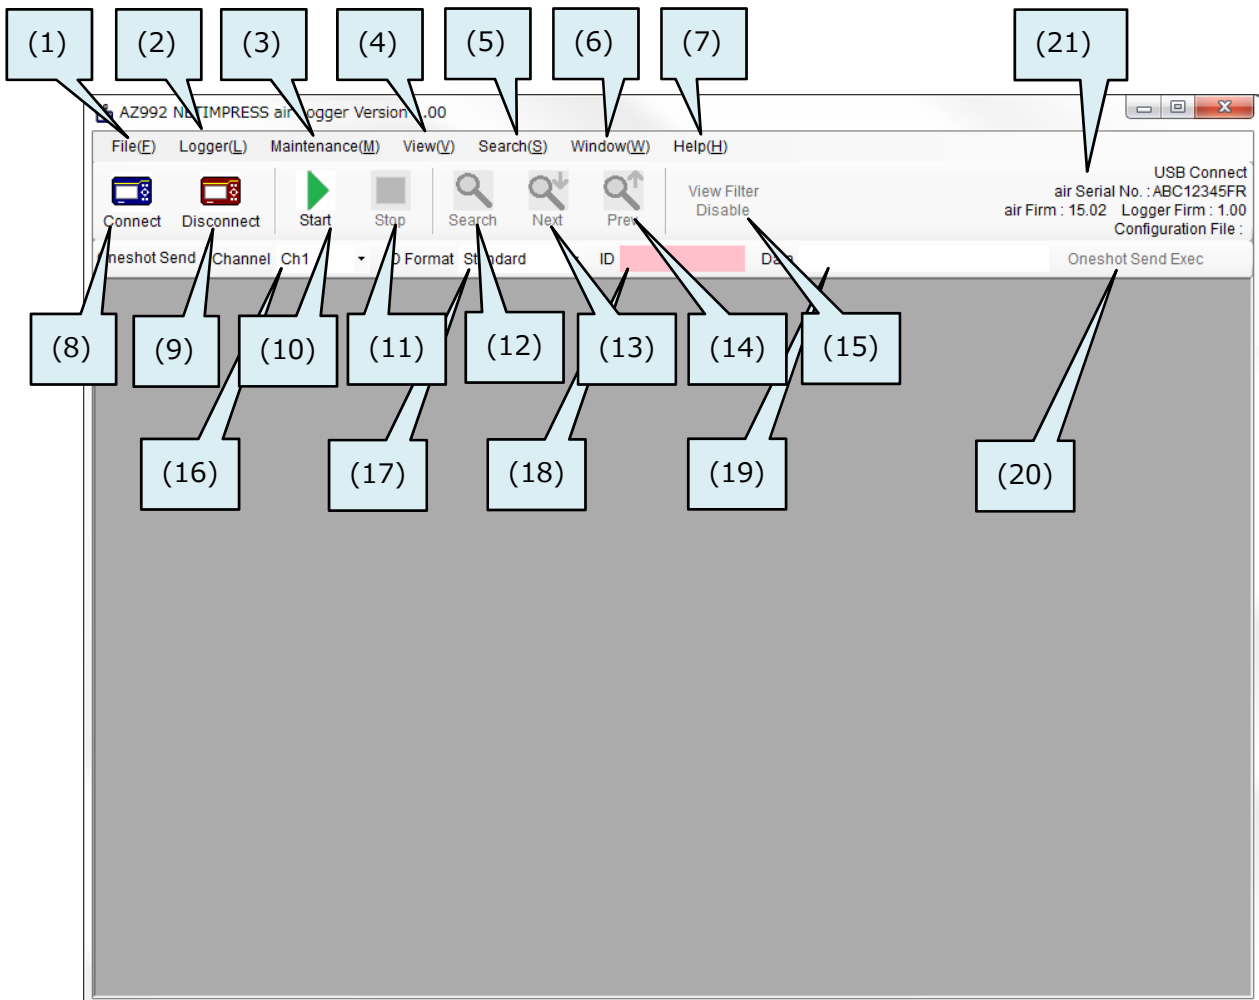 (1) (2) (3) (4) (5) (6) (7) (21)
AZ992 NETIMPRESS air Logger Version .00
File(F) Logger(L) Maintenance(M) View(V) Search(S) Window(W) Help(H)
Connect Disconnect Start Stop Search Next Prev
View Filter
Disable
USB Connect
air Serial No. : ABC12345FR
air Firm : 15.02 Logger Firm : 1.00
Configuration File :
Oneshot Send Channel Ch1 ID Format Standard ID Data Oneshot Send Exec
(8) (9) (10) (11) (12) (13) (14) (15)
(16) (17) (18) (19) (20)